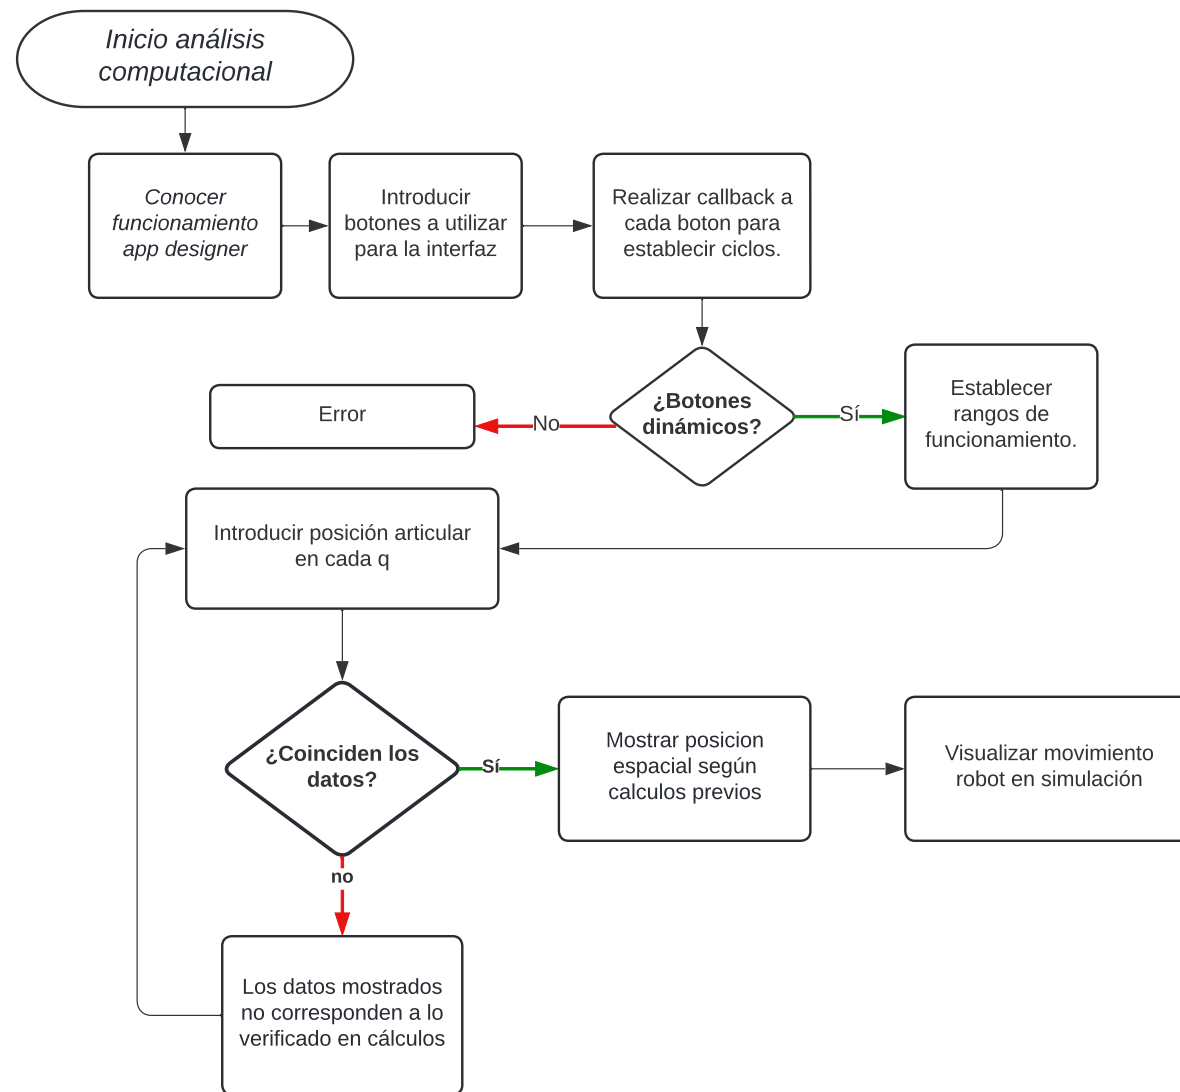 Inicio análisis
computacional
Conocer
funcionamiento
app designer
Introducir
botones a utilizar
para la interfaz
Realizar callback a
cada boton para
establecir ciclos.
¿Botones
dinámicos?
No
Error
Sí
Establecer
rangos de
funcionamiento.
Introducir posición articular
en cada q
¿Coinciden los
datos?
Sí
Mostrar posicion
espacial según
calculos previos
Visualizar movimiento
robot en simulación
no
Los datos mostrados
no corresponden a lo
verificado en cálculos